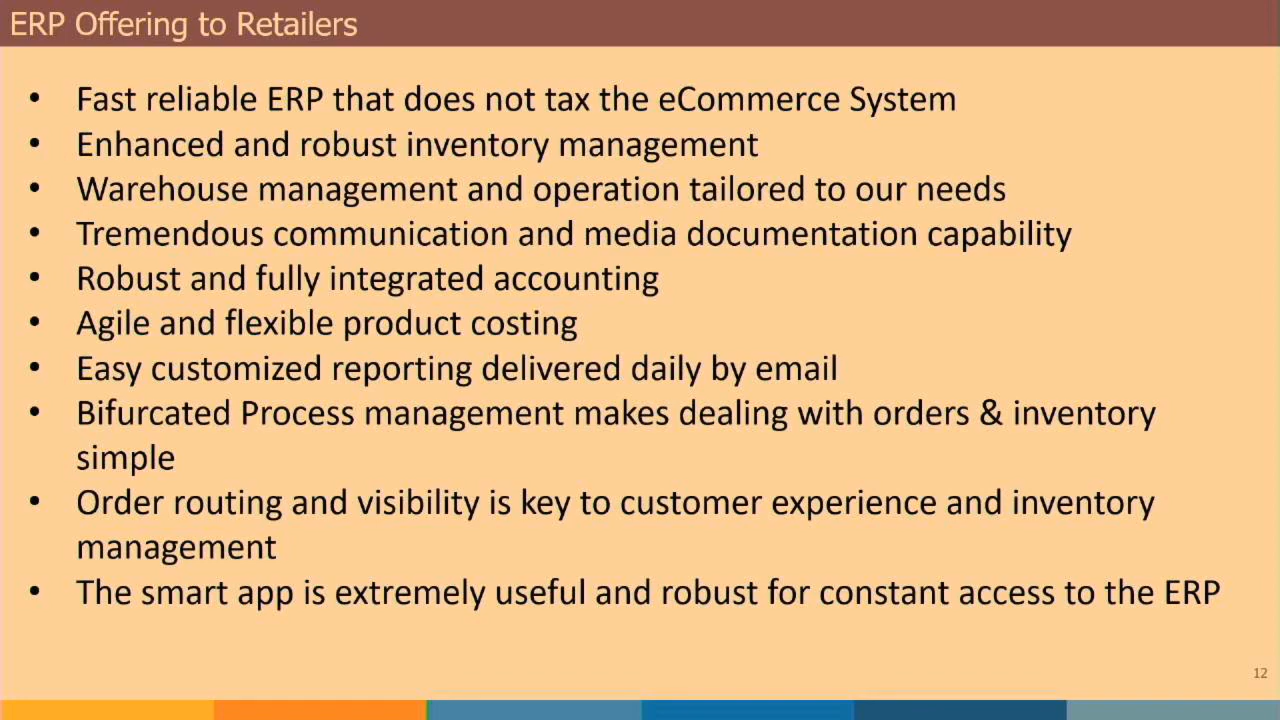 ERP Offering to Retailers
• Fast reliable ERP that does not tax the eCommerce System
• Enhanced and robust inventory management
• Warehouse management and operation tailored to our needs
• Tremendous communication and media documentation capability
• Robust and fully integrated accounting
• Agile and flexible product costing
• Easy customized reporting delivered daily by email
• Bifurcated Process management makes dealing with orders & inventory
simple
• Order routing and visibility is key to customer experience and inventory
management
• The smart app is extremely useful and robust for constant access to the ERP
12